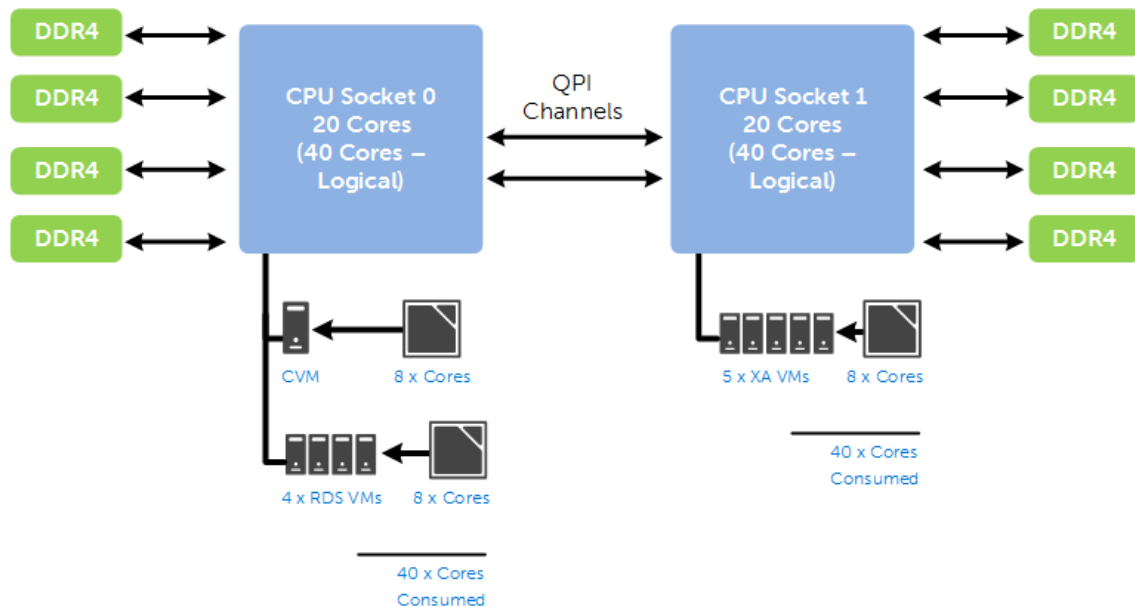 DDR4
DDR4
DDR4
DDR4
CPU Socket 0
20 Cores
(40 Cores –
Logical)
QPI
Channels
CPU Socket 1
20 Cores
(40 Cores –
Logical)
DDR4
DDR4
DDR4
DDR4
CVM
8 x Cores
4 x RDS VMs
8 x Cores
40 x Cores
Consumed
5 x XA VMs
8 x Cores
40 x Cores
Consumed